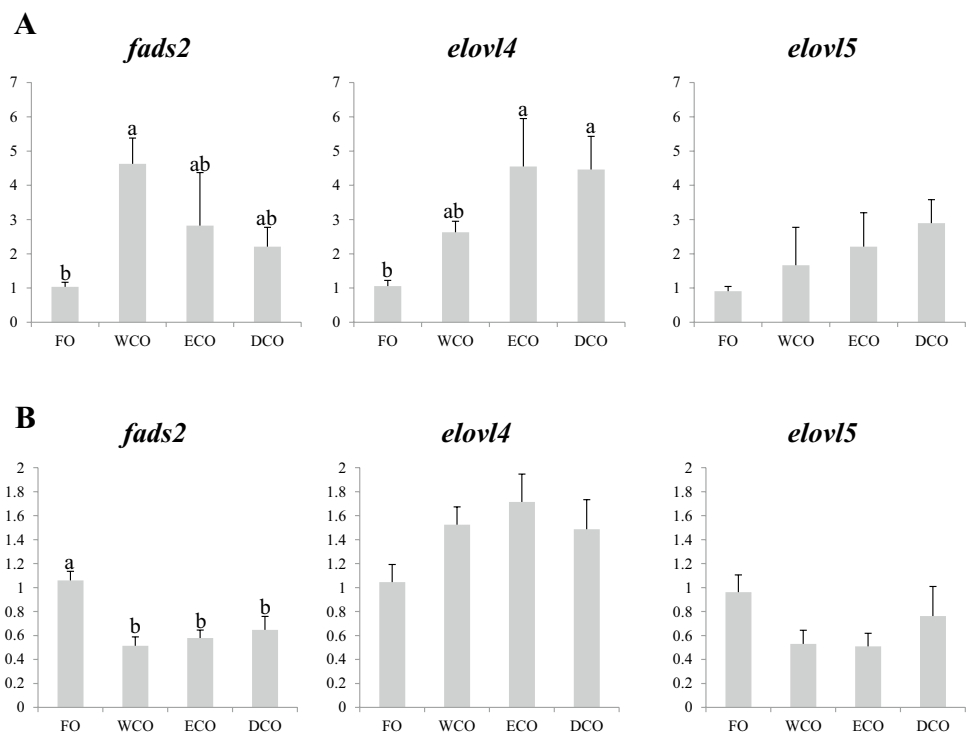 A
fads2 elovl4 elovl5
7 7 7
6 a 6
a 6
5 ab 5 a 5
4 ab 4 ab 4
3 3 3
2 2 2
b b
1 1 1
0 0 0
FO WCO ECO DCO FO WCO ECO DCO FO WCO ECO DCO
B
fads2 elovl4 elovl5
2 2 2
1.8 1.8 1.8
1.6 1.6 1.6
1.4 1.4 1.4
1.2 a 1.2 1.2
1 1 1
0.8 b b b 0.8 0.8
0.6 0.6 0.6
0.4 0.4 0.4
0.2 0.2 0.2
0 0 0
FO WCO ECO DCO FO WCO ECO DCO FO WCO ECO DCO